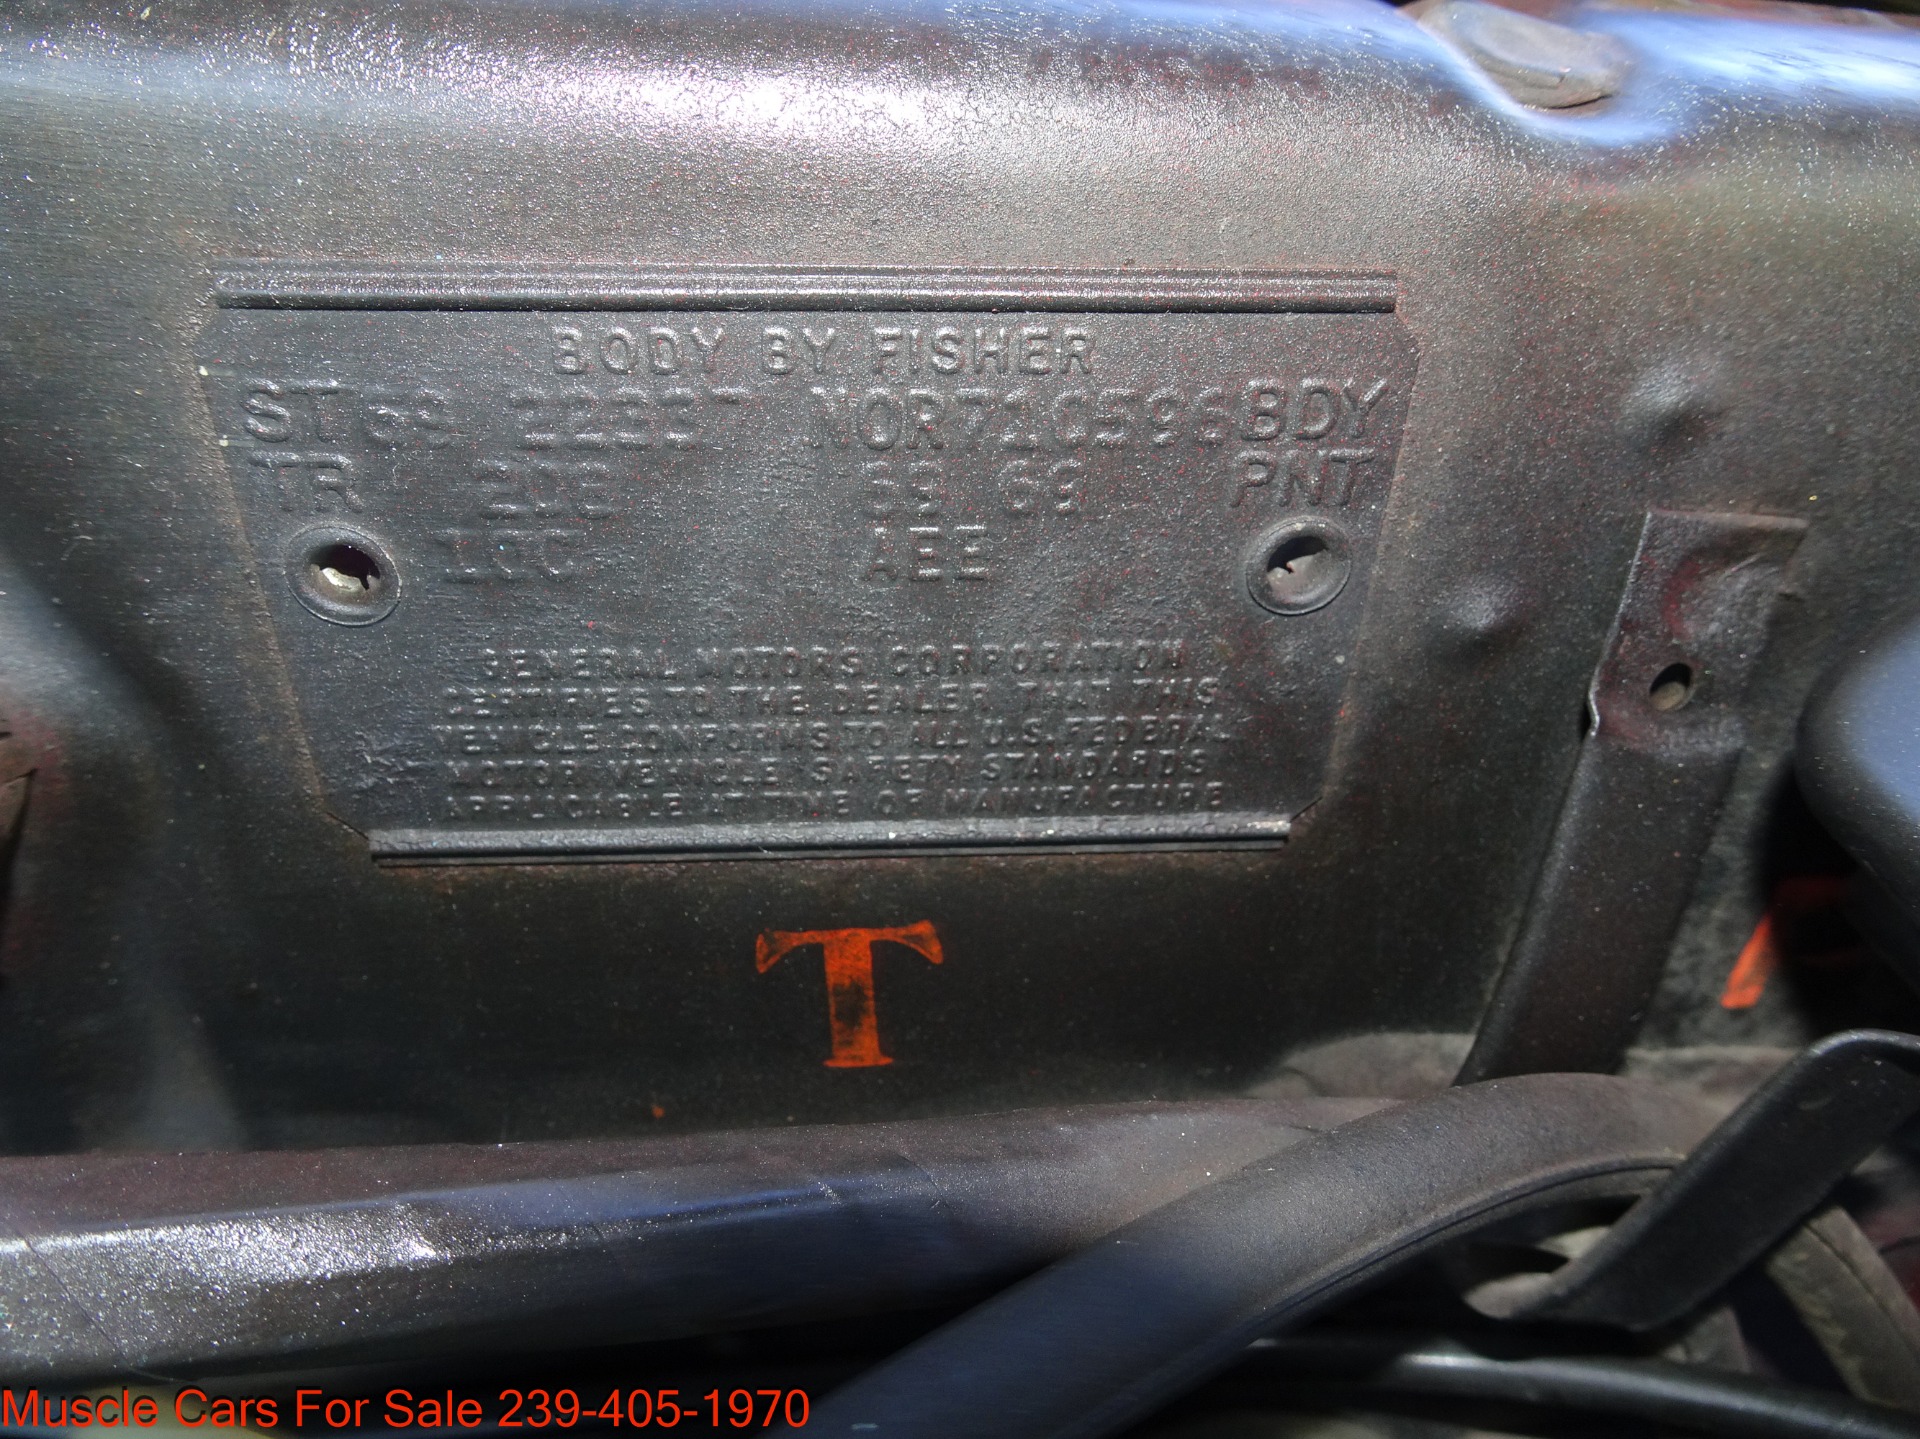 BODY BY FISHER
ST 69 22337 NOR710596 BDY
TR 218 69 69 PNT
10C AEE
GENERAL MOTORS CORPORATION
CERTIFIES TO THE DEALER THAT THIS
VEHICLE CONFORMS TO ALL U.S. FEDERAL
MOTOR VEHICLE SAFETY STANDARDS
APPLICABLE AT TIME OF MANUFACTURE
T
Muscle Cars For Sale 239-405-1970